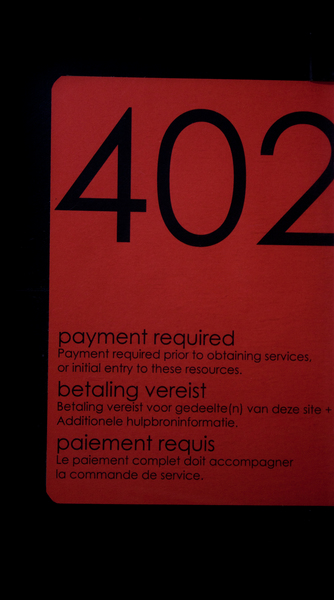 402
payment required
Payment required prior to obtaining services,
or initial entry to these resources.
betaling vereist
Betaling vereist voor gedeelte(n) van deze site +
Additionele hulpbroninformatie.
paiement requis
Le paiement complet doit accompagner
la commande de service.